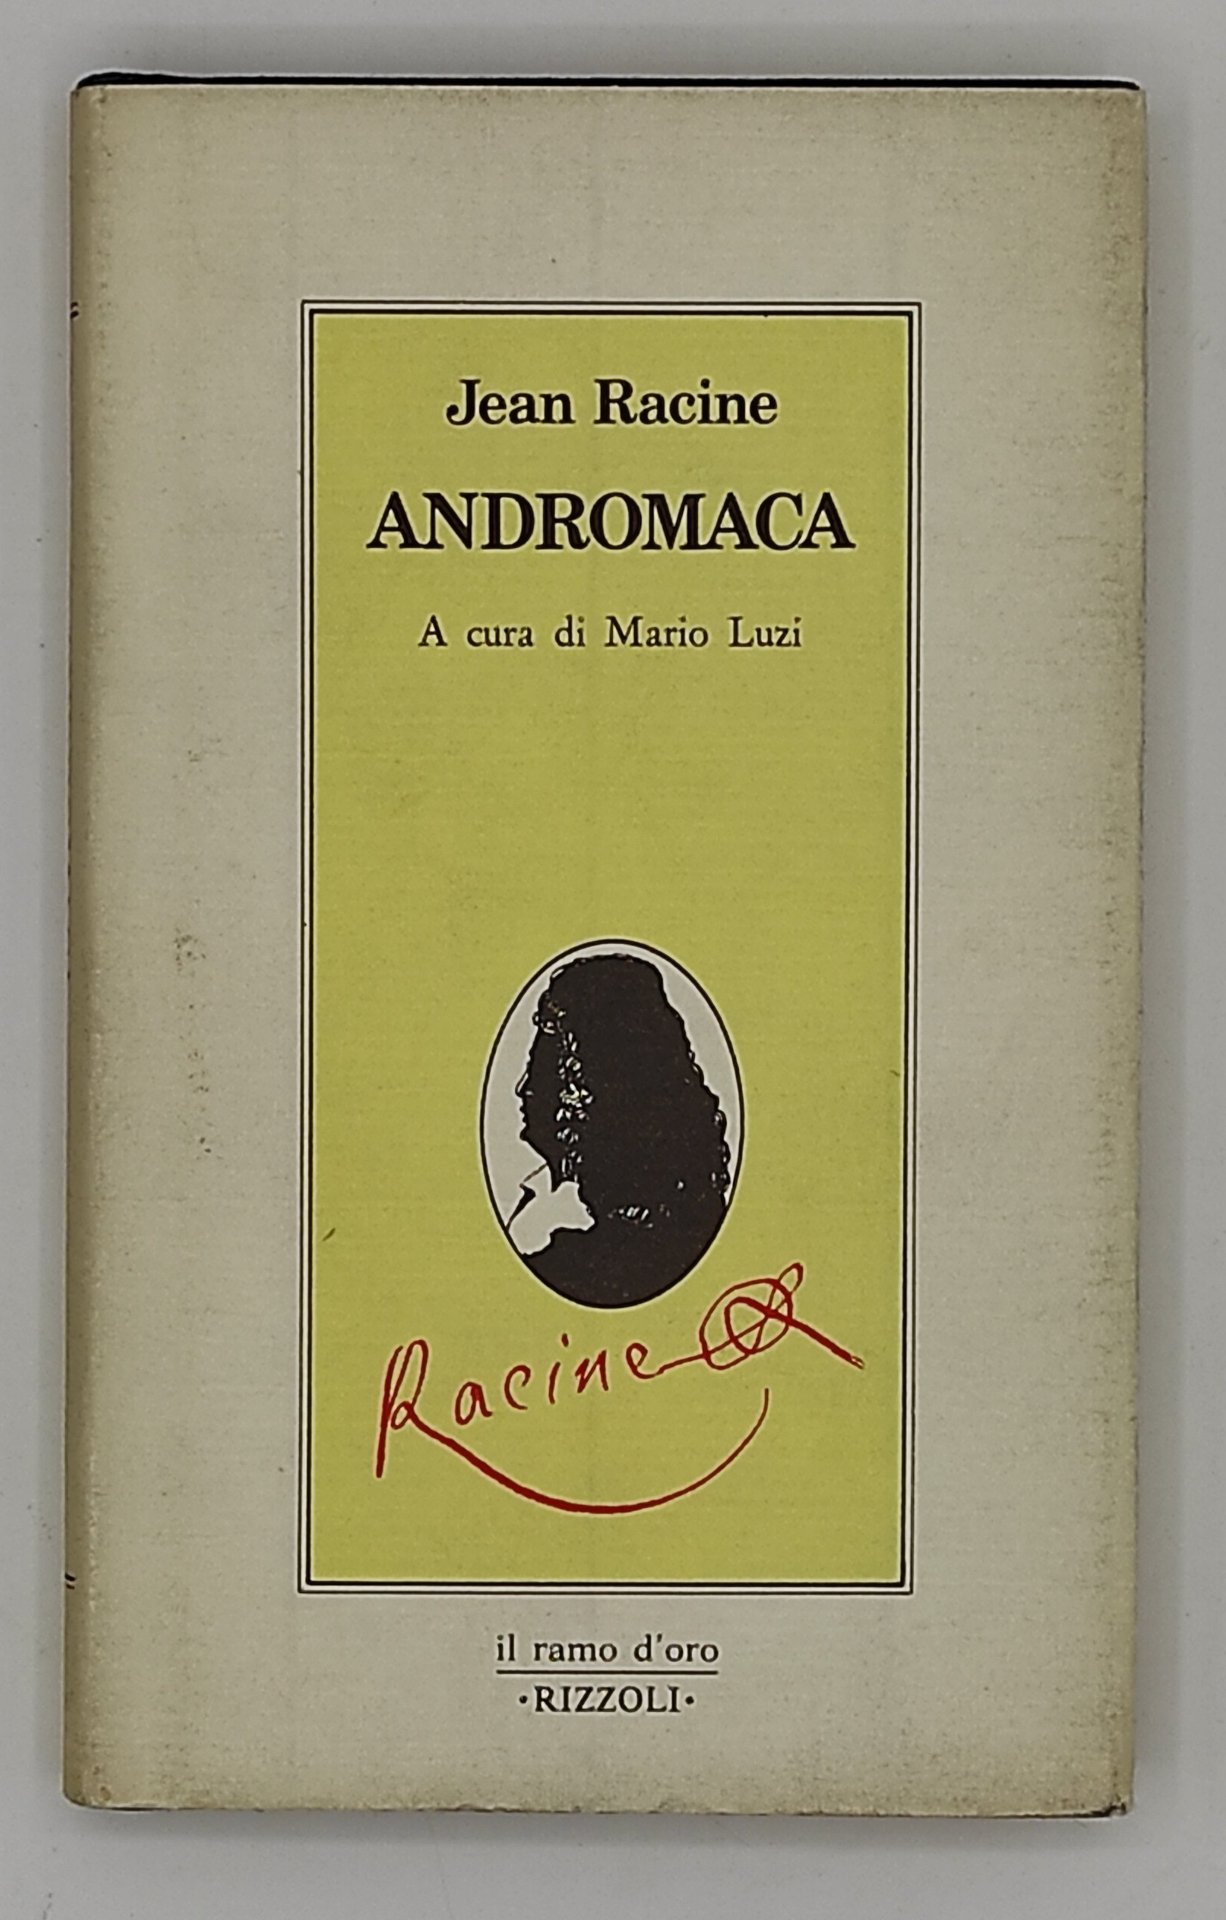 Jean Racine
ANDROMACA
A cura di Mario Luzi
Racine
il ramo d'oro
•RIZZOLI•